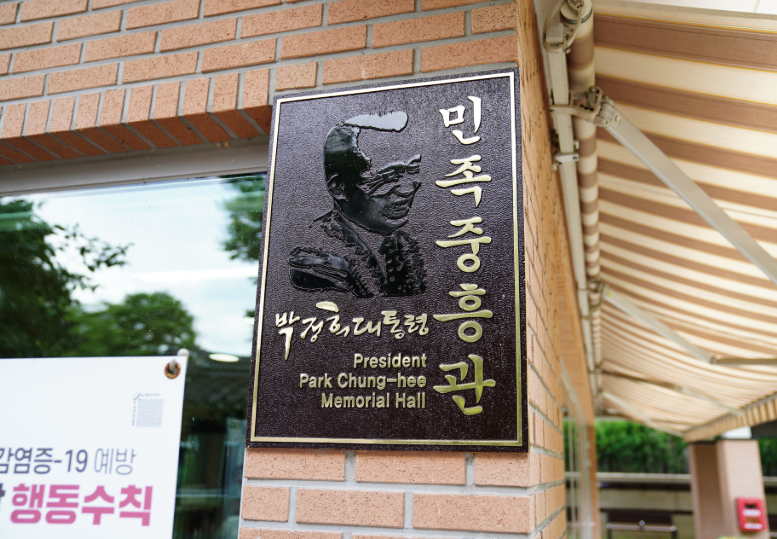 민족중흥관
박정희대통령
President
Park Chung-hee
Memorial Hall
감염증-19 예방
행동수칙